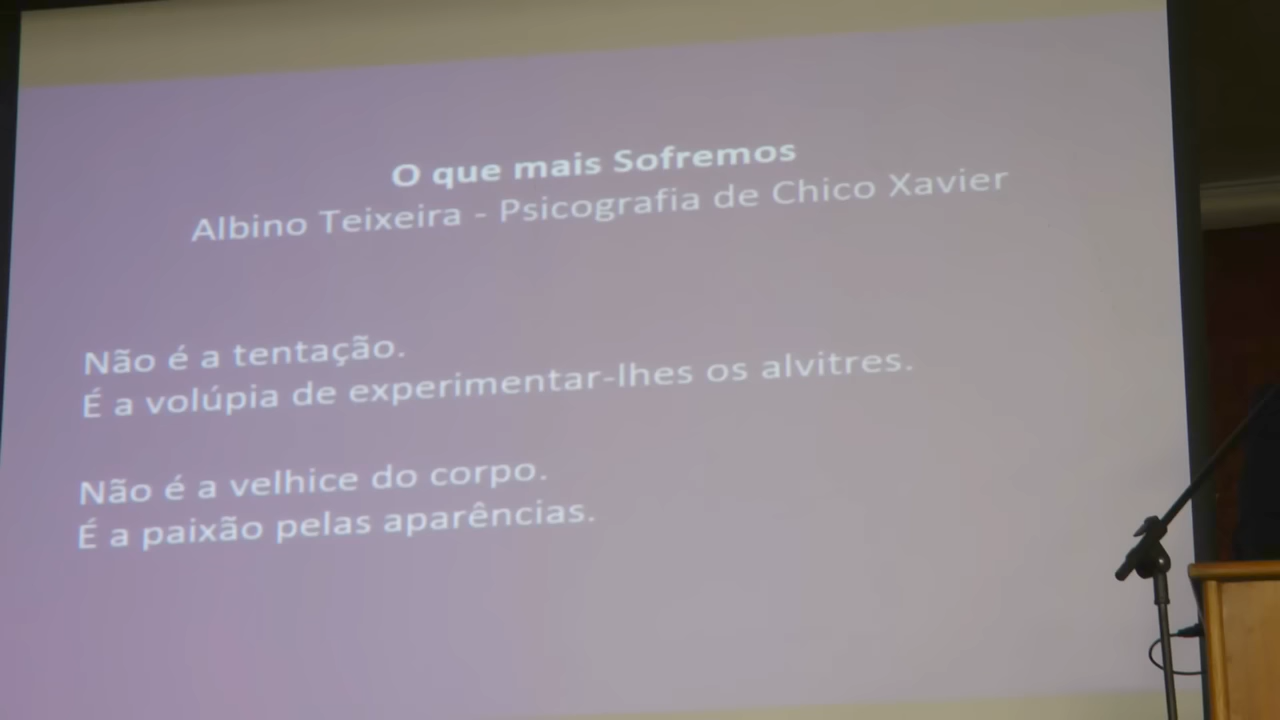 O que mais Sofremos
Albino Teixeira - Psicografia de Chico Xavier
Não é a tentação.
É a volúpia de experimentar-lhes os alvitres.
Não é a velhice do corpo.
É a paixão pelas aparências.